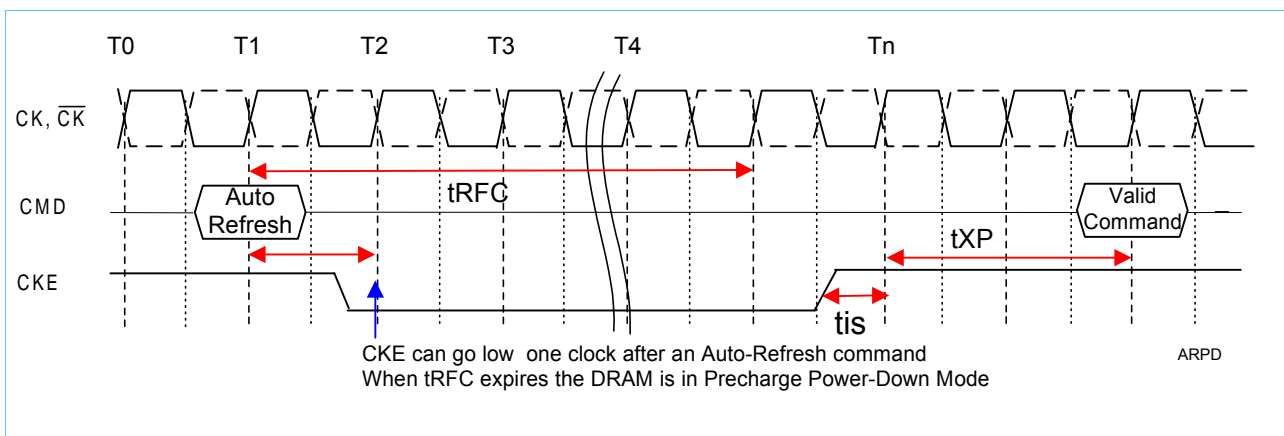 T0 T1 T2 T3 T4 Tn
CK, CK
CMD
Auto
Refresh
tRFC
Valid
Command
tXP
CKE
tis
CKE can go low one clock after an Auto-Refresh command
When tRFC expires the DRAM is in Precharge Power-Down Mode
ARPD